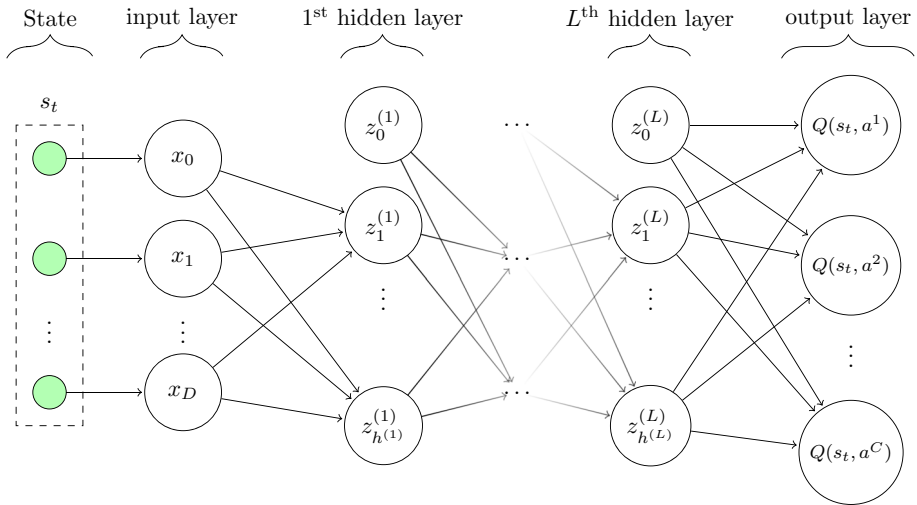 State
input layer
1st hidden layer
Lth hidden layer
output layer
s_t
x_0
x_1
⋮
x_D
z_0^(1)
z_1^(1)
⋮
z_{h^(1)}^(1)
…
…
…
z_0^(L)
z_1^(L)
⋮
z_{h^(L)}^(L)
Q(s_t, a^1)
Q(s_t, a^2)
⋮
Q(s_t, a^C)